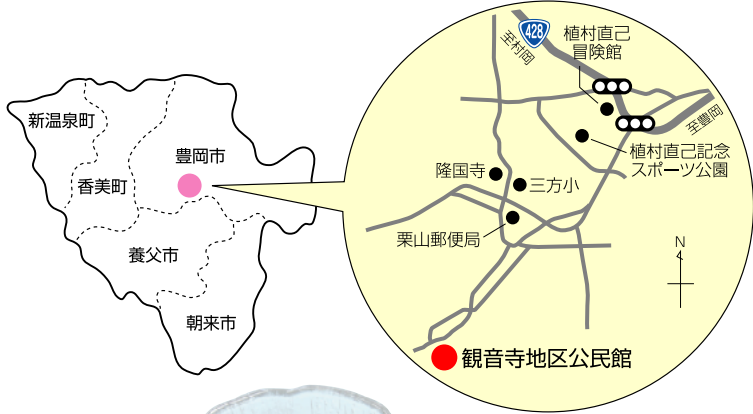 新温泉町
香美町
豊岡市
養父市
朝来市
428
至村岡
植村直己
冒険館
至豊岡
植村直己記念
スポーツ公園
隆国寺
三方小
栗山郵便局
N
観音寺地区公民館